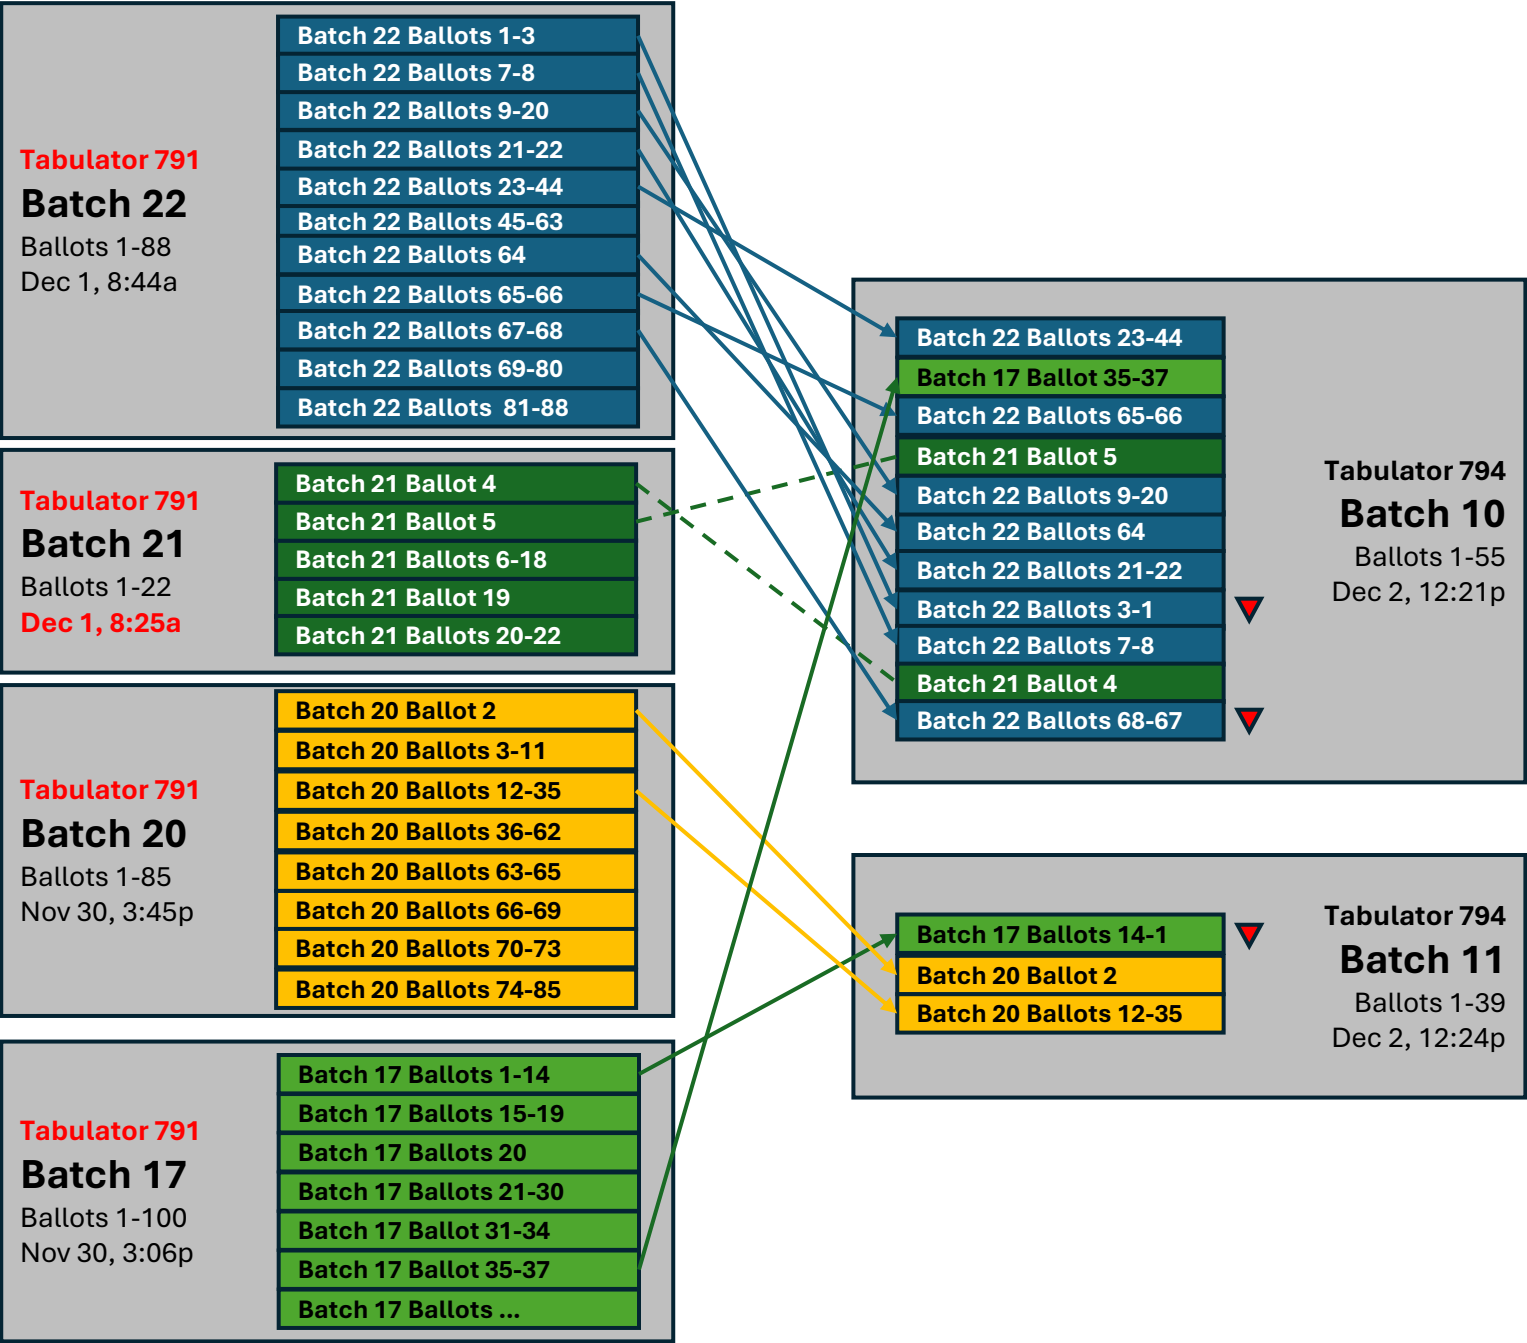 Tabulator 791
Batch 22
Ballots 1-88
Dec 1, 8:44a
Batch 22 Ballots 1-3
Batch 22 Ballots 7-8
Batch 22 Ballots 9-20
Batch 22 Ballots 21-22
Batch 22 Ballots 23-44
Batch 22 Ballots 45-63
Batch 22 Ballots 64
Batch 22 Ballots 65-66
Batch 22 Ballots 67-68
Batch 22 Ballots 69-80
Batch 22 Ballots  81-88
Tabulator 791
Batch 21
Ballots 1-22
Dec 1, 8:25a
Batch 21 Ballot 4
Batch 21 Ballot 5
Batch 21 Ballots 6-18
Batch 21 Ballot 19
Batch 21 Ballots 20-22
Tabulator 791
Batch 20
Ballots 1-85
Nov 30, 3:45p
Batch 20 Ballot 2
Batch 20 Ballots 3-11
Batch 20 Ballots 12-35
Batch 20 Ballots 36-62
Batch 20 Ballots 63-65
Batch 20 Ballots 66-69
Batch 20 Ballots 70-73
Batch 20 Ballots 74-85
Tabulator 791
Batch 17
Ballots 1-100
Nov 30, 3:06p
Batch 17 Ballots 1-14
Batch 17 Ballots 15-19
Batch 17 Ballots 20
Batch 17 Ballots 21-30
Batch 17 Ballot 31-34
Batch 17 Ballot 35-37
Batch 17 Ballots ...
Batch 22 Ballots 23-44
Batch 17 Ballot 35-37
Batch 22 Ballots 65-66
Batch 21 Ballot 5
Batch 22 Ballots 9-20
Batch 22 Ballots 64
Batch 22 Ballots 21-22
Batch 22 Ballots 3-1
Batch 22 Ballots 7-8
Batch 21 Ballot 4
Batch 22 Ballots 68-67
Tabulator 794
Batch 10
Ballots 1-55
Dec 2, 12:21p
Batch 17 Ballots 14-1
Batch 20 Ballot 2
Batch 20 Ballots 12-35
Tabulator 794
Batch 11
Ballots 1-39
Dec 2, 12:24p